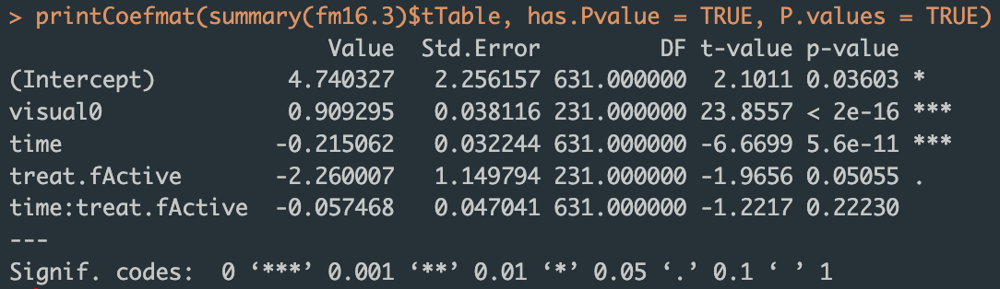 > printCoefmat(summary(fm16.3)$tTable, has.Pvalue = TRUE, P.values = TRUE)
                    Value  Std.Error         DF t-value p-value
(Intercept)      4.740327   2.256157 631.000000  2.1011 0.03603 *
visual0          0.909295   0.038116 231.000000 23.8557 < 2e-16 ***
time            -0.215062   0.032244 631.000000 -6.6699 5.6e-11 ***
treat.fActive   -2.260007   1.149794 231.000000 -1.9656 0.05055 .
time:treat.fActive -0.057468   0.047041 631.000000 -1.2217 0.22230
---
Signif. codes:  0 ‘***’ 0.001 ‘**’ 0.01 ‘*’ 0.05 ‘.’ 0.1 ‘ ’ 1